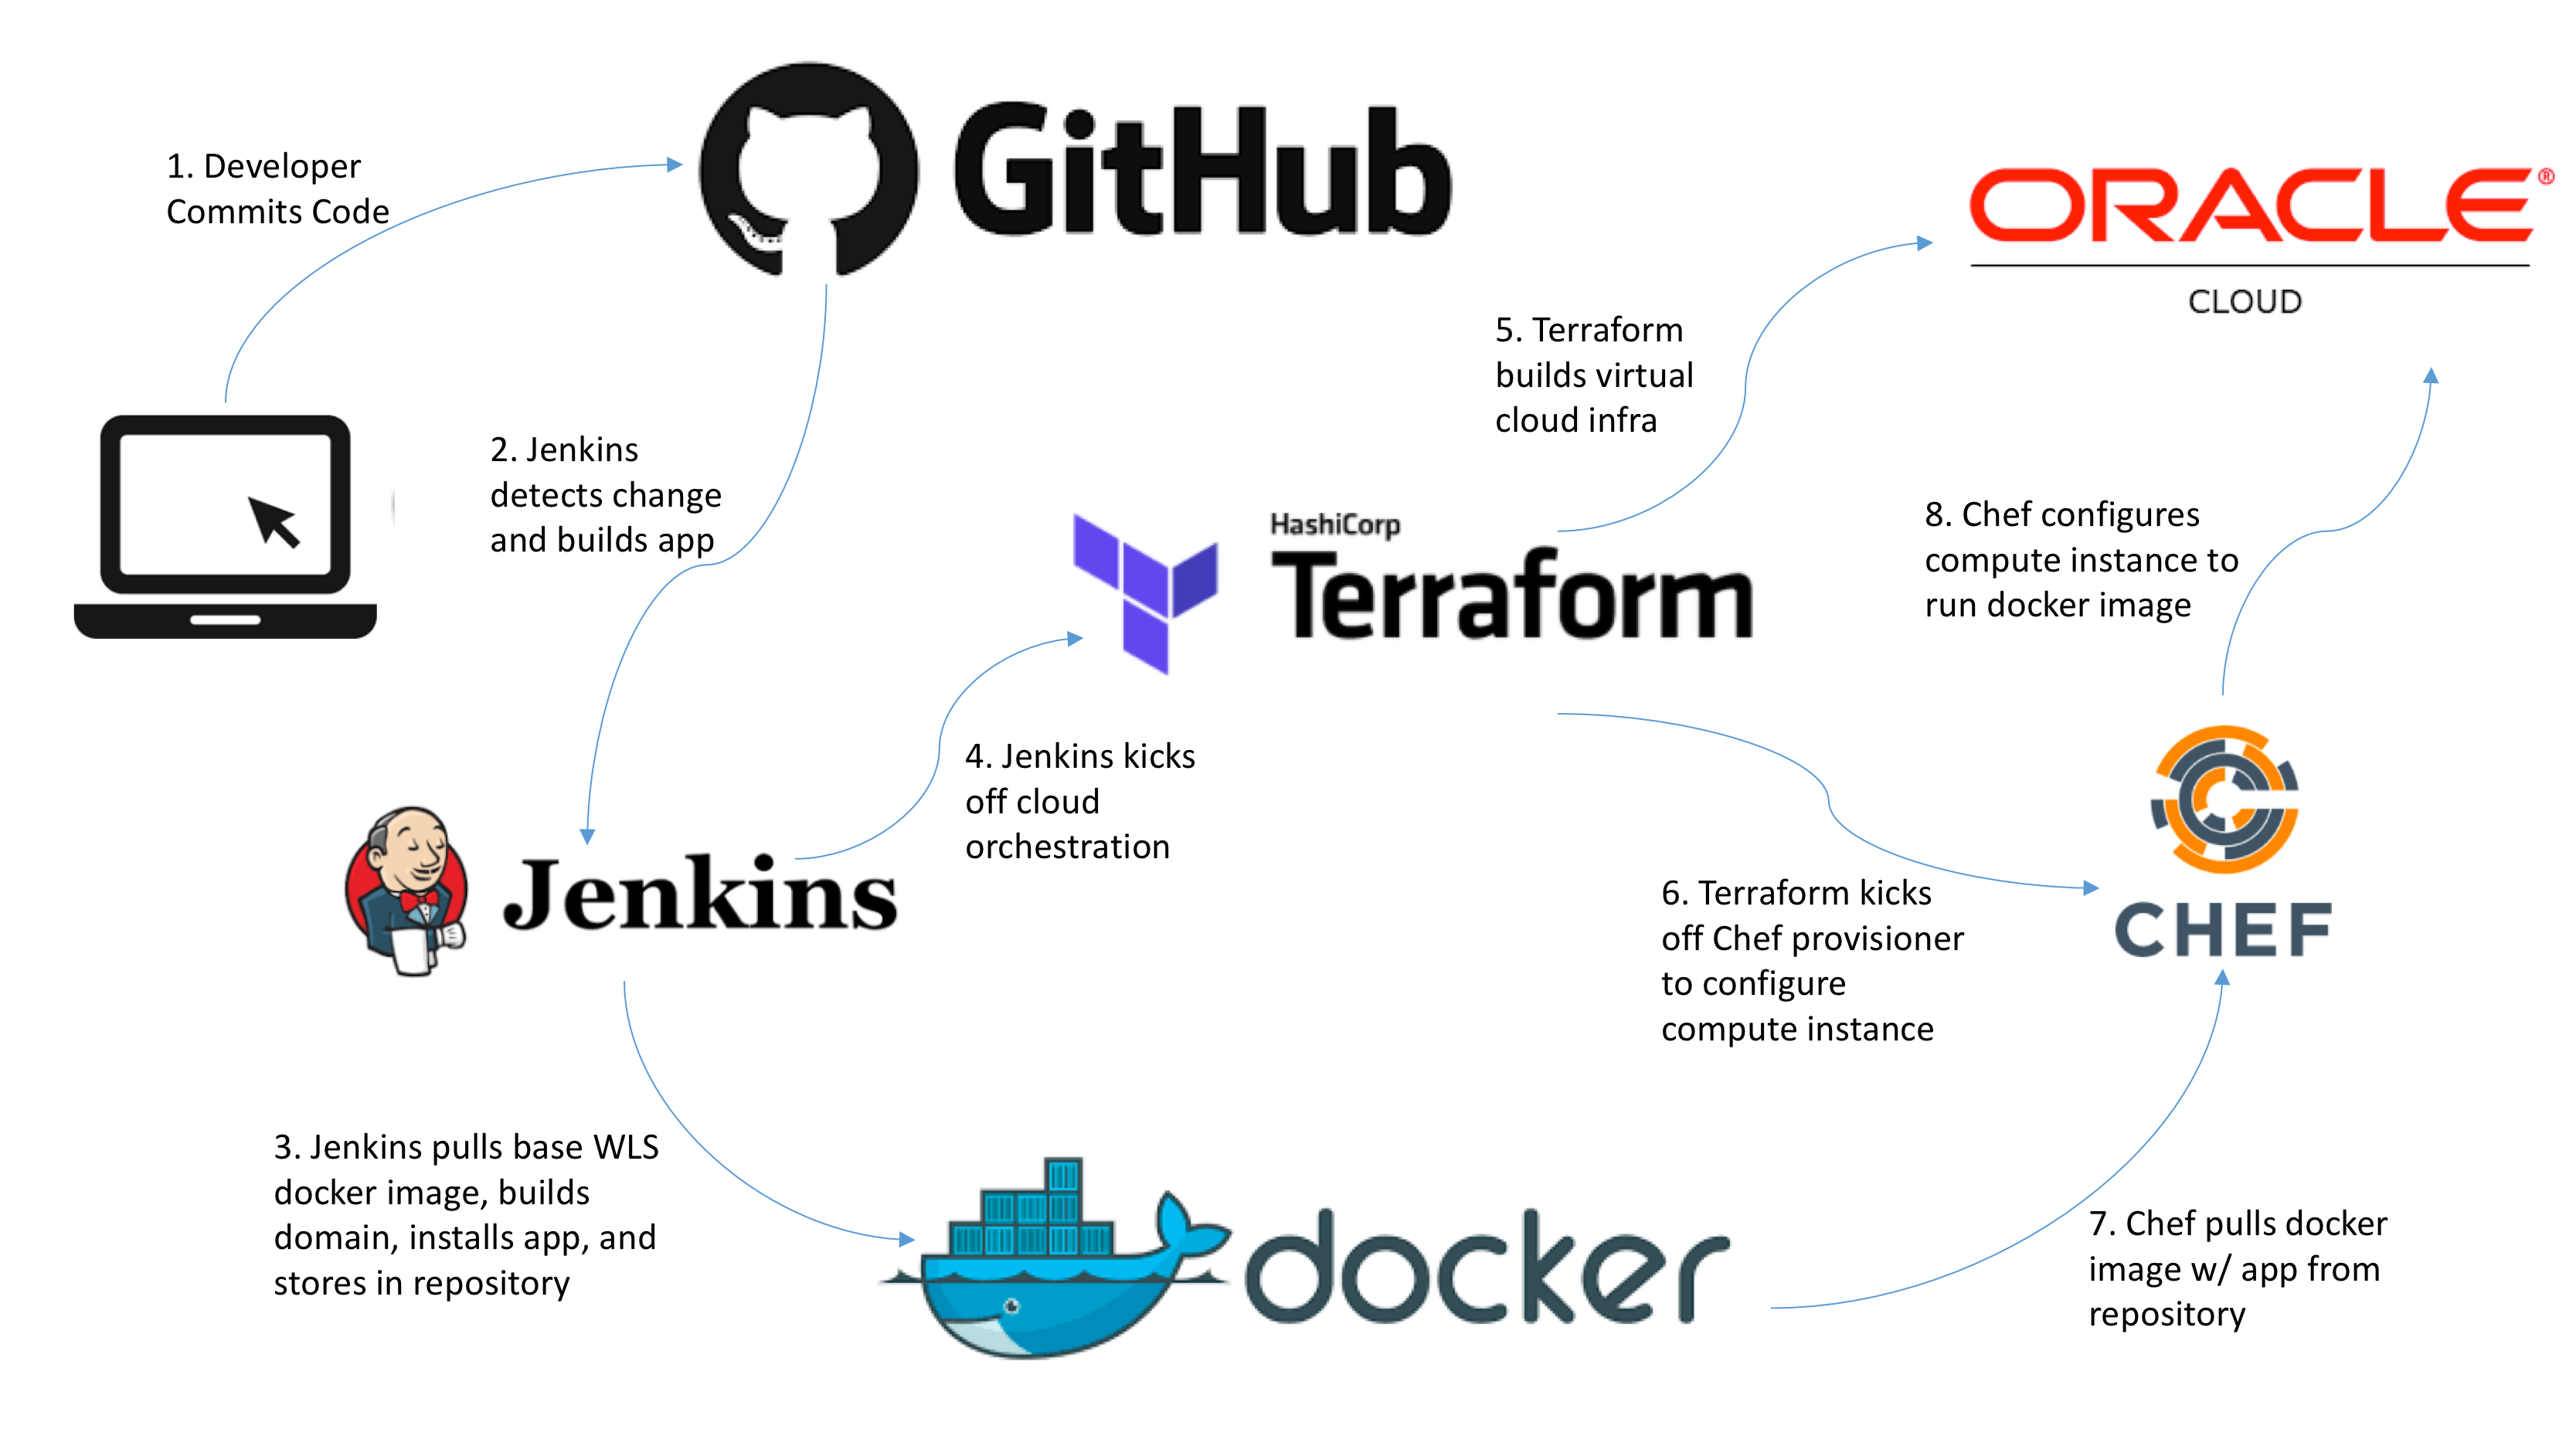 1. Developer
Commits Code
GitHub
ORACLE®
CLOUD
2. Jenkins
detects change
and builds app
5. Terraform
builds virtual
cloud infra
HashiCorp
Terraform
8. Chef configures
compute instance to
run docker image
4. Jenkins kicks
off cloud
orchestration
Jenkins
6. Terraform kicks
off Chef provisioner
to configure
compute instance
CHEF
3. Jenkins pulls base WLS
docker image, builds
domain, installs app, and
stores in repository
docker
7. Chef pulls docker
image w/ app from
repository